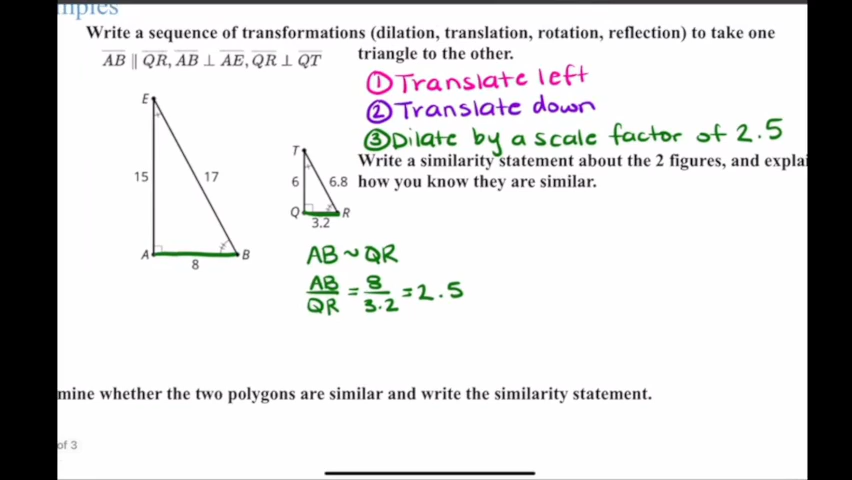 mples
Write a sequence of transformations (dilation, translation, rotation, reflection) to take one
triangle to the other.
AB ∥ QR, AB ⊥ AE, QR ⊥ QT
① Translate left
② Translate down
③ Dilate by a scale factor of 2.5
Write a similarity statement about the 2 figures, and explai
how you know they are similar.
E
15
17
A
8
B
T
6
6.8
Q
R
3.2
AB ~ QR
AB/QR = 8/3.2 = 2.5
mine whether the two polygons are similar and write the similarity statement.
of 3